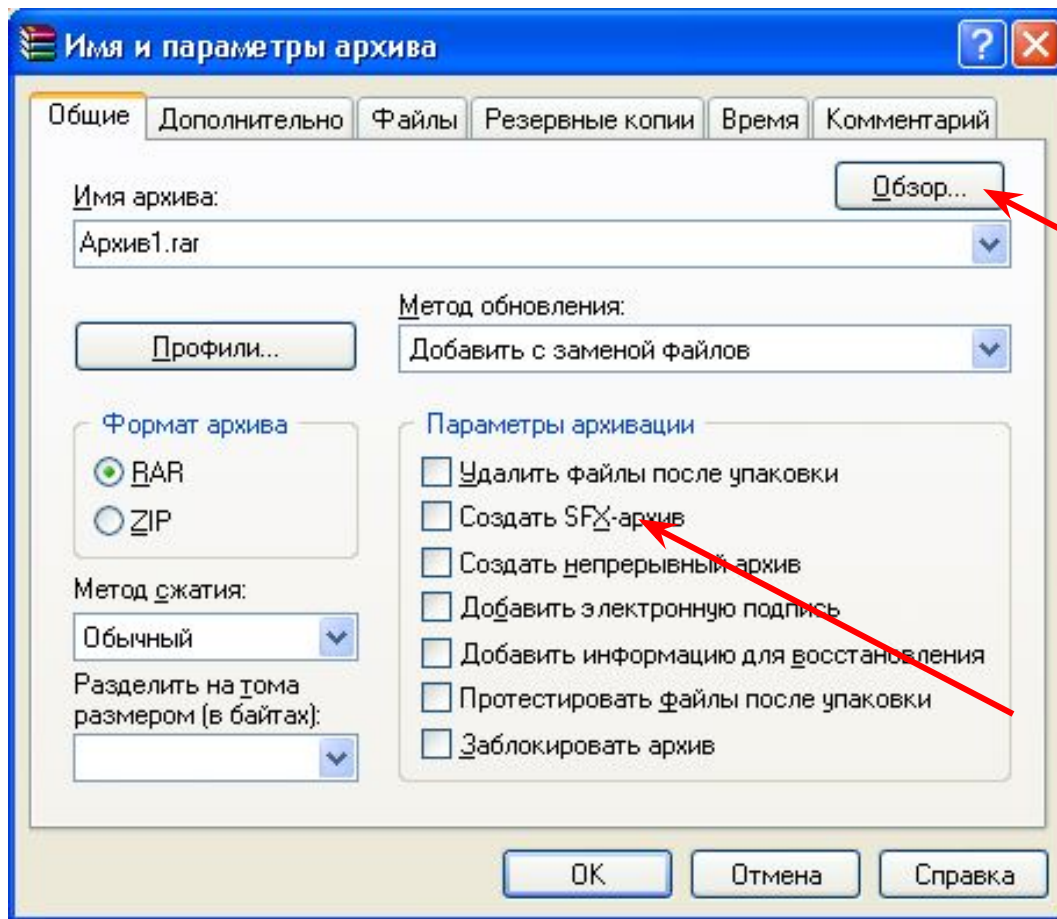 Имя и параметры архива
Общие Дополнительно Файлы Резервные копии Время Комментарий
Обзор...
Имя архива:
Архив1.rar
Метод обновления:
Профили...
Добавить с заменой файлов
Формат архива
RAR
ZIP
Метод сжатия:
Обычный
Разделить на тома
размером (в байтах):
Параметры архивации
Удалить файлы после упаковки
Создать SFX-архив
Создать непрерывный архив
Добавить электронную подпись
Добавить информацию для восстановления
Протестировать файлы после упаковки
Заблокировать архив
ОК Отмена Справка